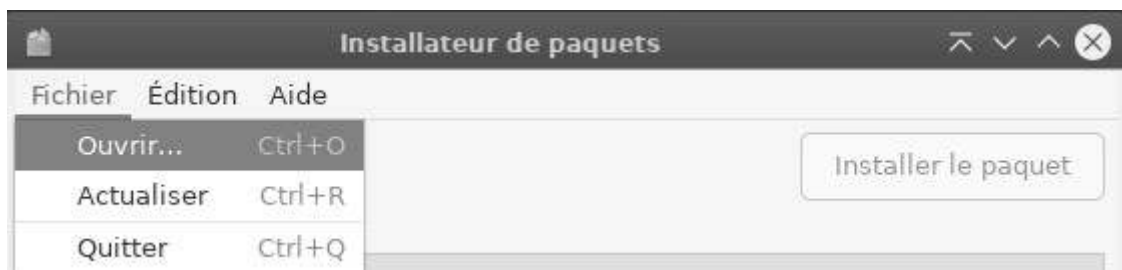 Installateur de paquets
Fichier Édition Aide
Ouvrir... Ctrl+O
Installer le paquet
Actualiser Ctrl+R
Quitter Ctrl+Q